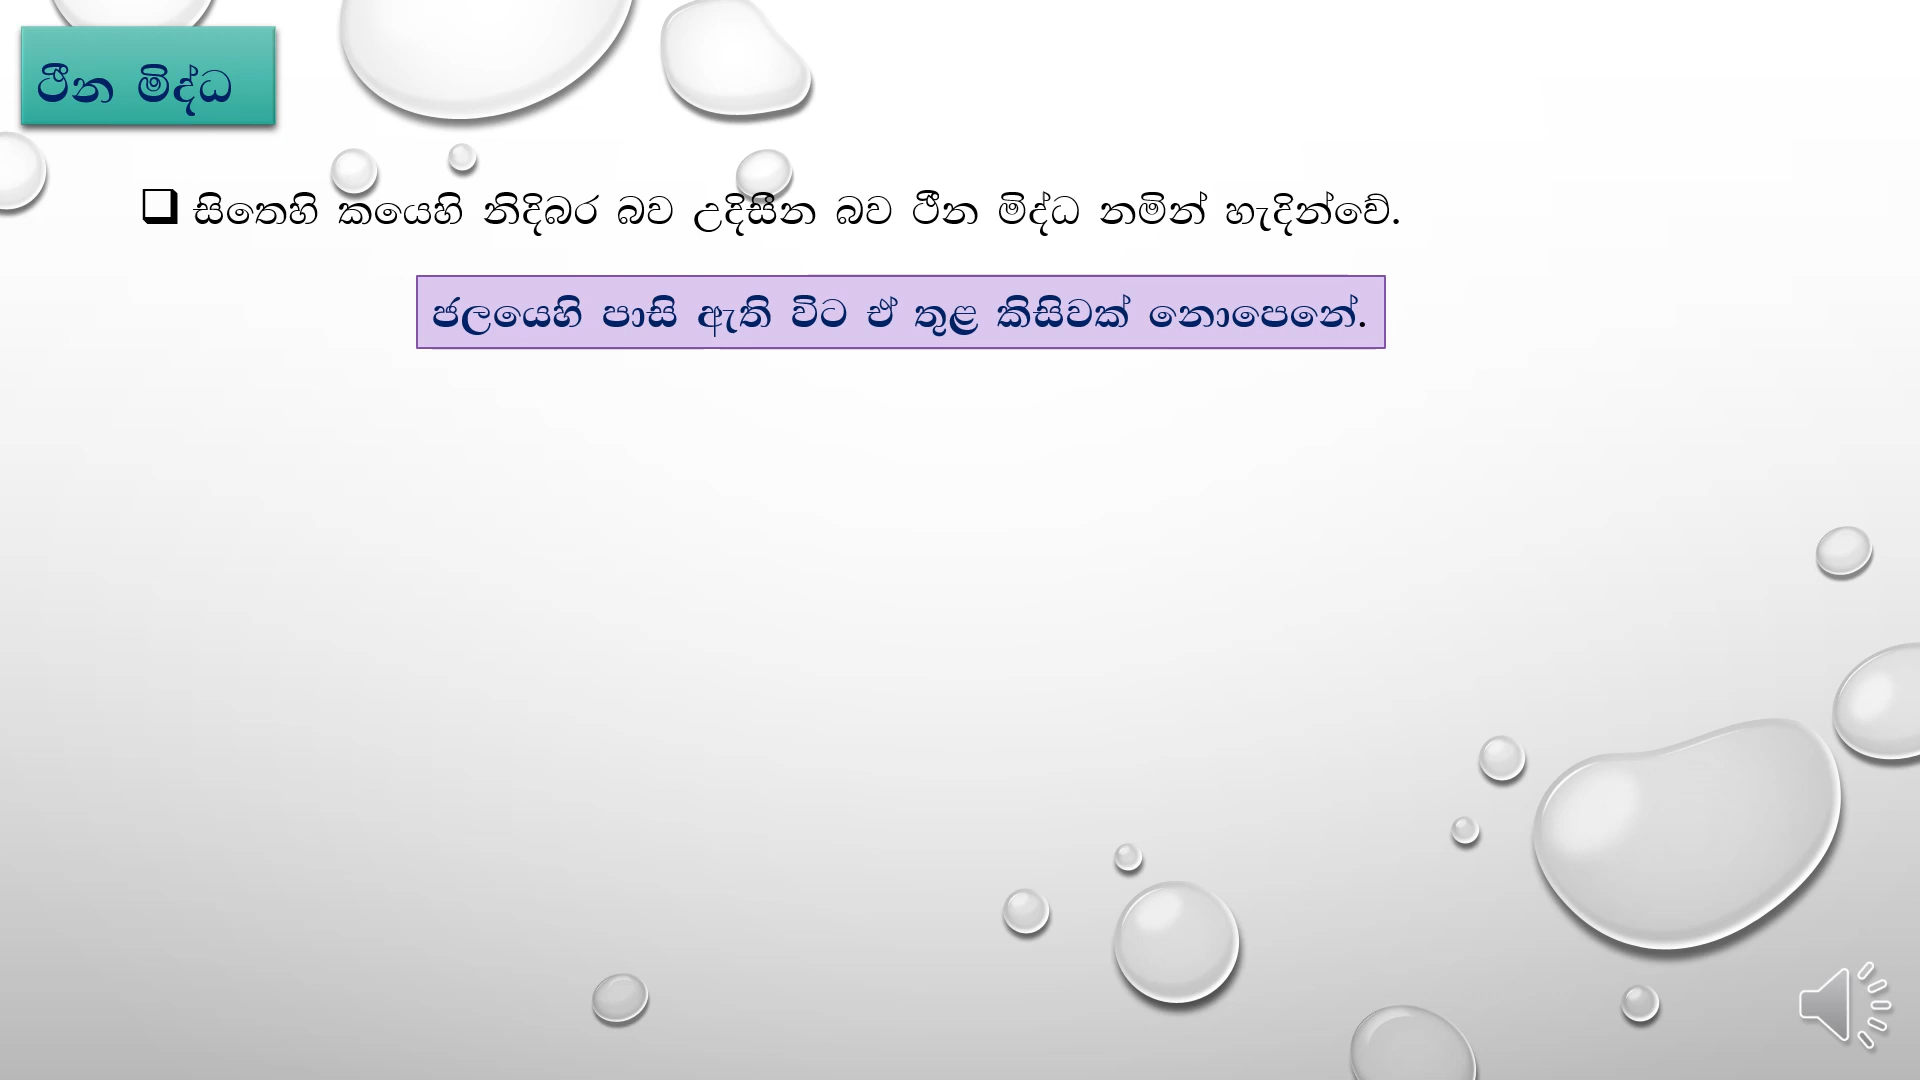 ථීන මිද්ධ
සිතෙහි කයෙහි නිදිබර බව උදිසීන බව ථීන මිද්ධ නමින් හැදින්වේ.
ජලයෙහි පාසි ඇති විට ඒ තුළ කිසිවක් නොපෙනේ.